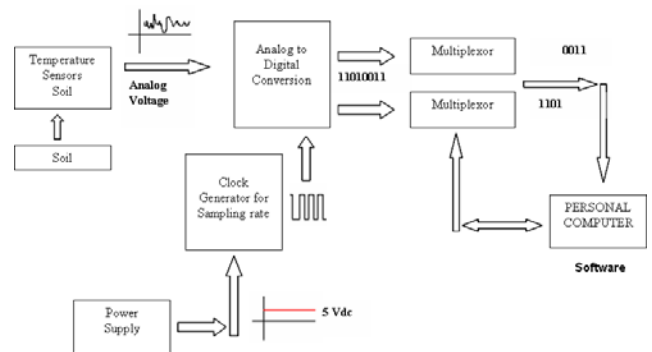 Temperature
Sensors
Soil
Soil
Analog
Voltage
Analog to
Digital
Conversion
11010011
Multiplexor
Multiplexor
0011
1101
Clock
Generator for
Sampling rate
PERSONAL
COMPUTER
Software
Power
Supply
5 Vdc